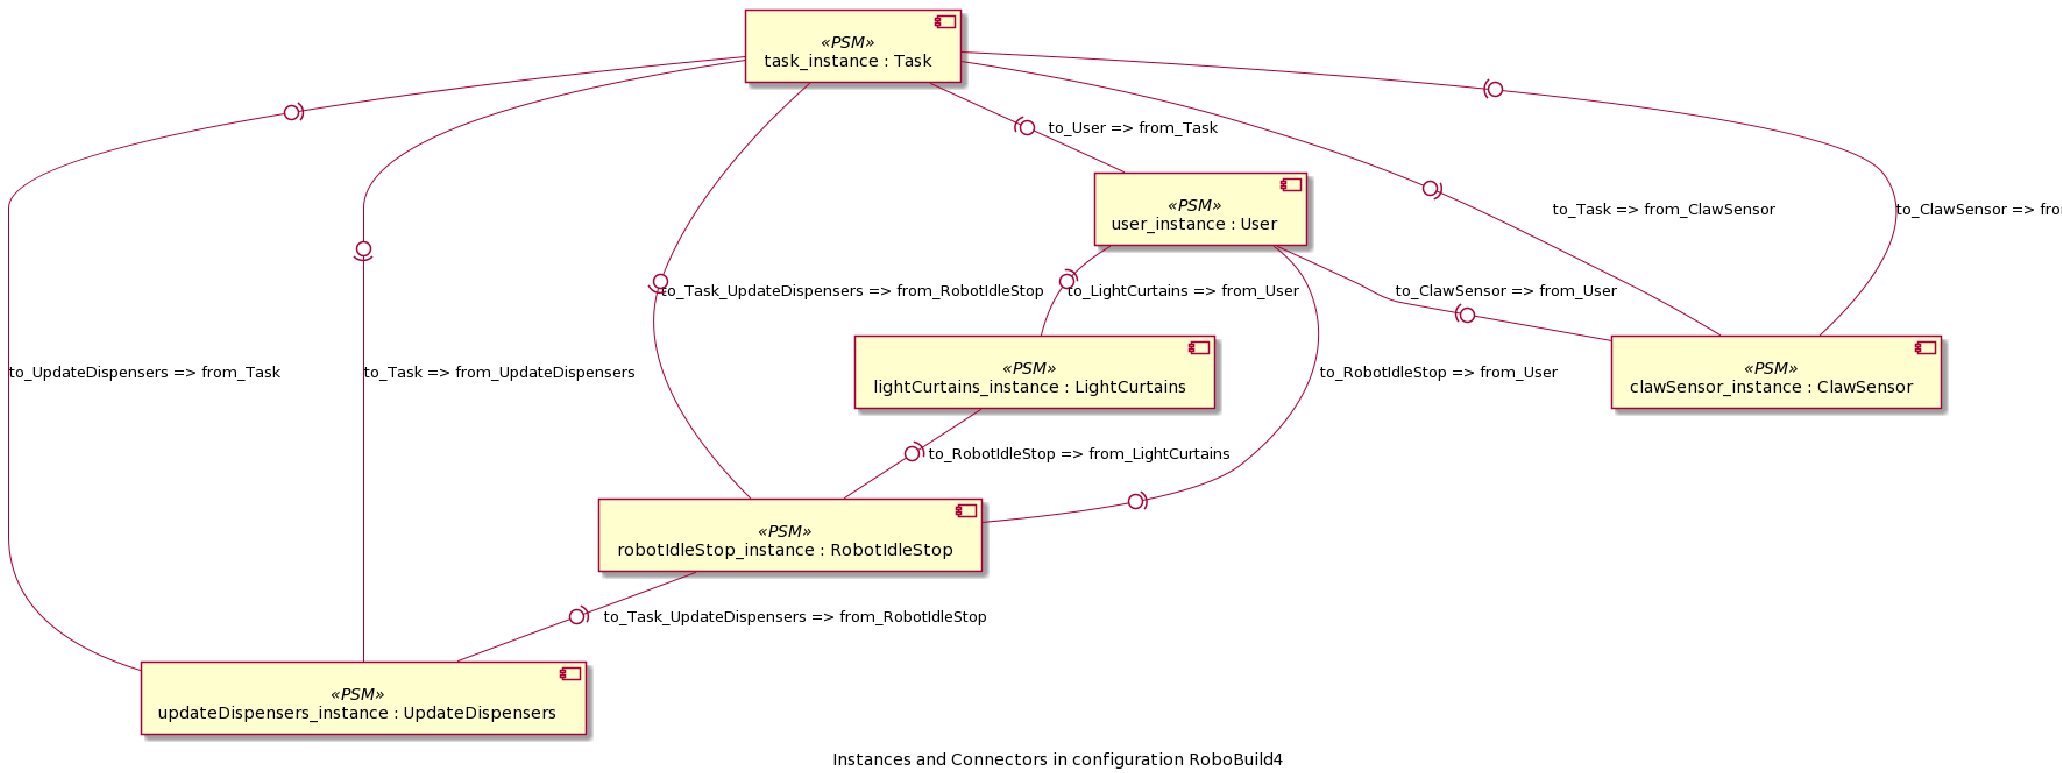 «PSM»
task_instance : Task
to_User => from_Task
«PSM»
user_instance : User
to_Task => from_ClawSensor
to_ClawSensor => fro
to_Task_UpdateDispensers => from_RobotIdleStop
to_LightCurtains => from_User
to_ClawSensor => from_User
to_UpdateDispensers => from_Task
to_Task => from_UpdateDispensers
«PSM»
lightCurtains_instance : LightCurtains
to_RobotIdleStop => from_User
«PSM»
clawSensor_instance : ClawSensor
to_RobotIdleStop => from_LightCurtains
«PSM»
robotIdleStop_instance : RobotIdleStop
to_Task_UpdateDispensers => from_RobotIdleStop
«PSM»
updateDispensers_instance : UpdateDispensers
Instances and Connectors in configuration RoboBuild4